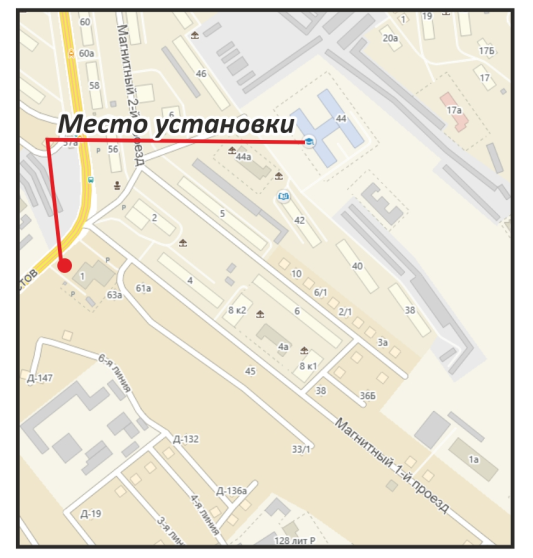 60
1
19
20а
17Б
60а
46
17
58
Магнитный 2-й проезд
17а
6
Место установки
44
37а
56
44а
2
5
42
40
10
6/1
2/1
1
61а
4
63а
8 к2
6
38
3а
4а
8 к1
6-я линия
45
Д-147
38
36Б
Магнитный 1-й проезд
Д-132
33/1
1а
Д-136а
4-я линия
Д-19
3-я линия
128 лит Р